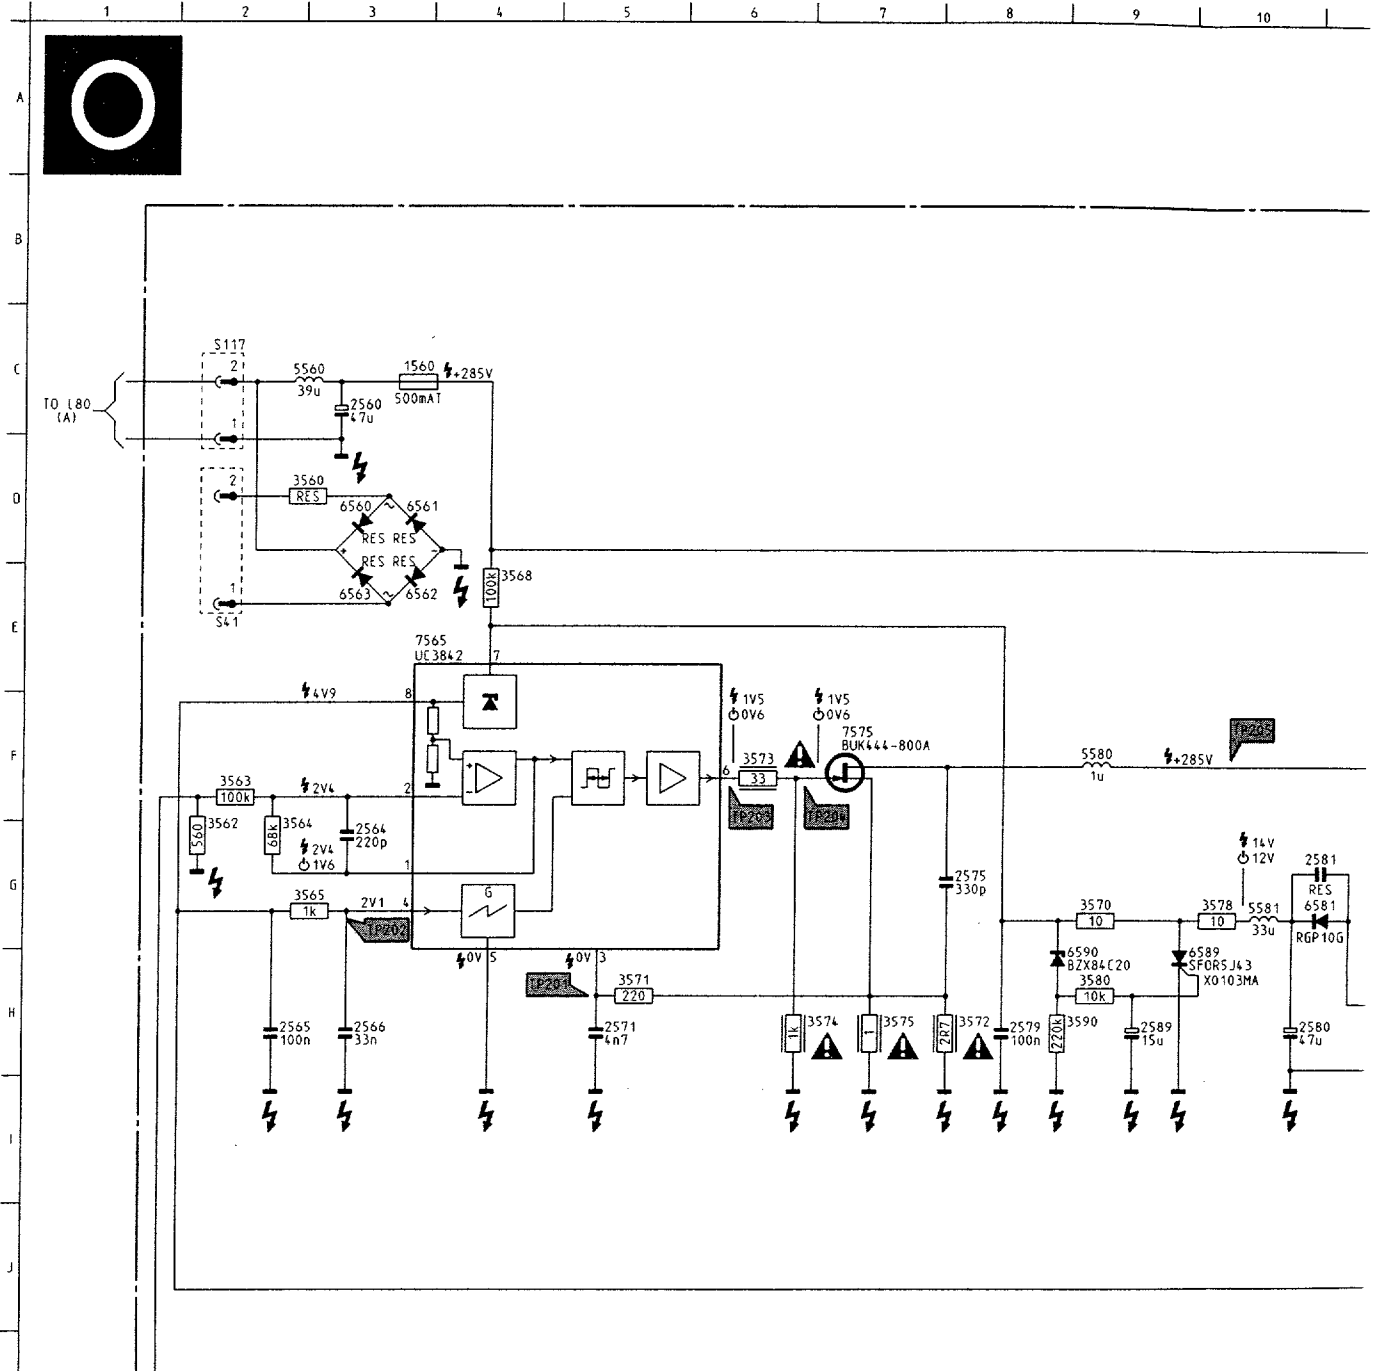 1 2 3 4 5 6 7 8 9 10
A
B
C
D
E
F
G
H
I
J
S117
2
1
TO L80
(A)
5560
39u
2560
47u
1560
500mAT
+285V
2
1
S41
3560
RES
6560
6561
RES RES
RES RES
6563
6562
~
~
+
-
3568
100k
7565
UC3842
7
8
4V9
2
2V4
1
4
2V1
6
5
0V
3
0V
+
-
G
3563
100k
3562
560
3564
68k
2564
220p
2V4
1V6
3565
1k
TP202
2565
100n
2566
33n
TP201
3571
220
2571
4n7
1V5
0V6
1V5
0V6
3573
33
TP203
TP204
7575
BUK444-800A
5580
1u
+285V
TP205
2575
330p
3574
1k
3575
1
3572
2R7
2579
100n
3570
10
6590
BZX84C20
3580
10k
3590
220k
2589
15u
6589
SFOR5J43
X0103MA
3578
10
5581
33u
14V
12V
2581
RES
6581
RGP10G
2580
47u